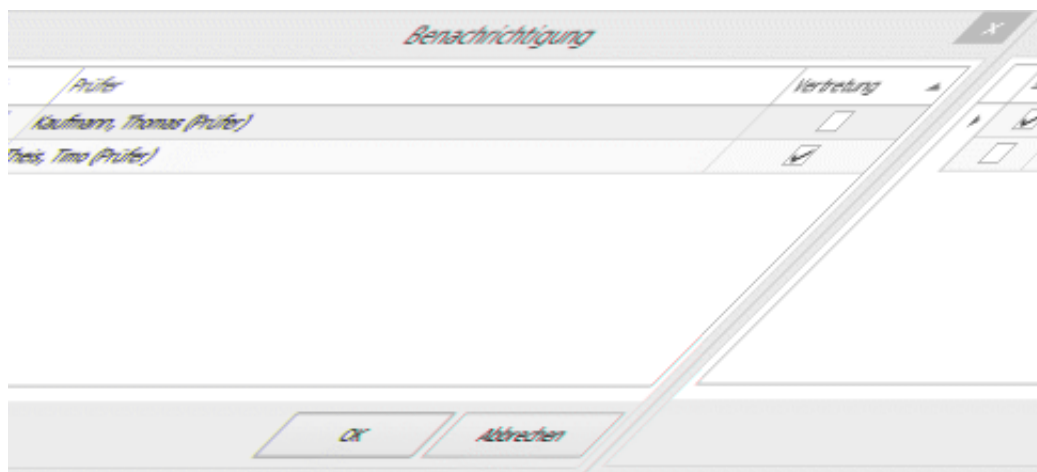 Benachrichtigung
x
Prüfer Vertretung
Kaufmann, Thomas (Prüfer)
Theis, Timo (Prüfer)
OK Abbrechen